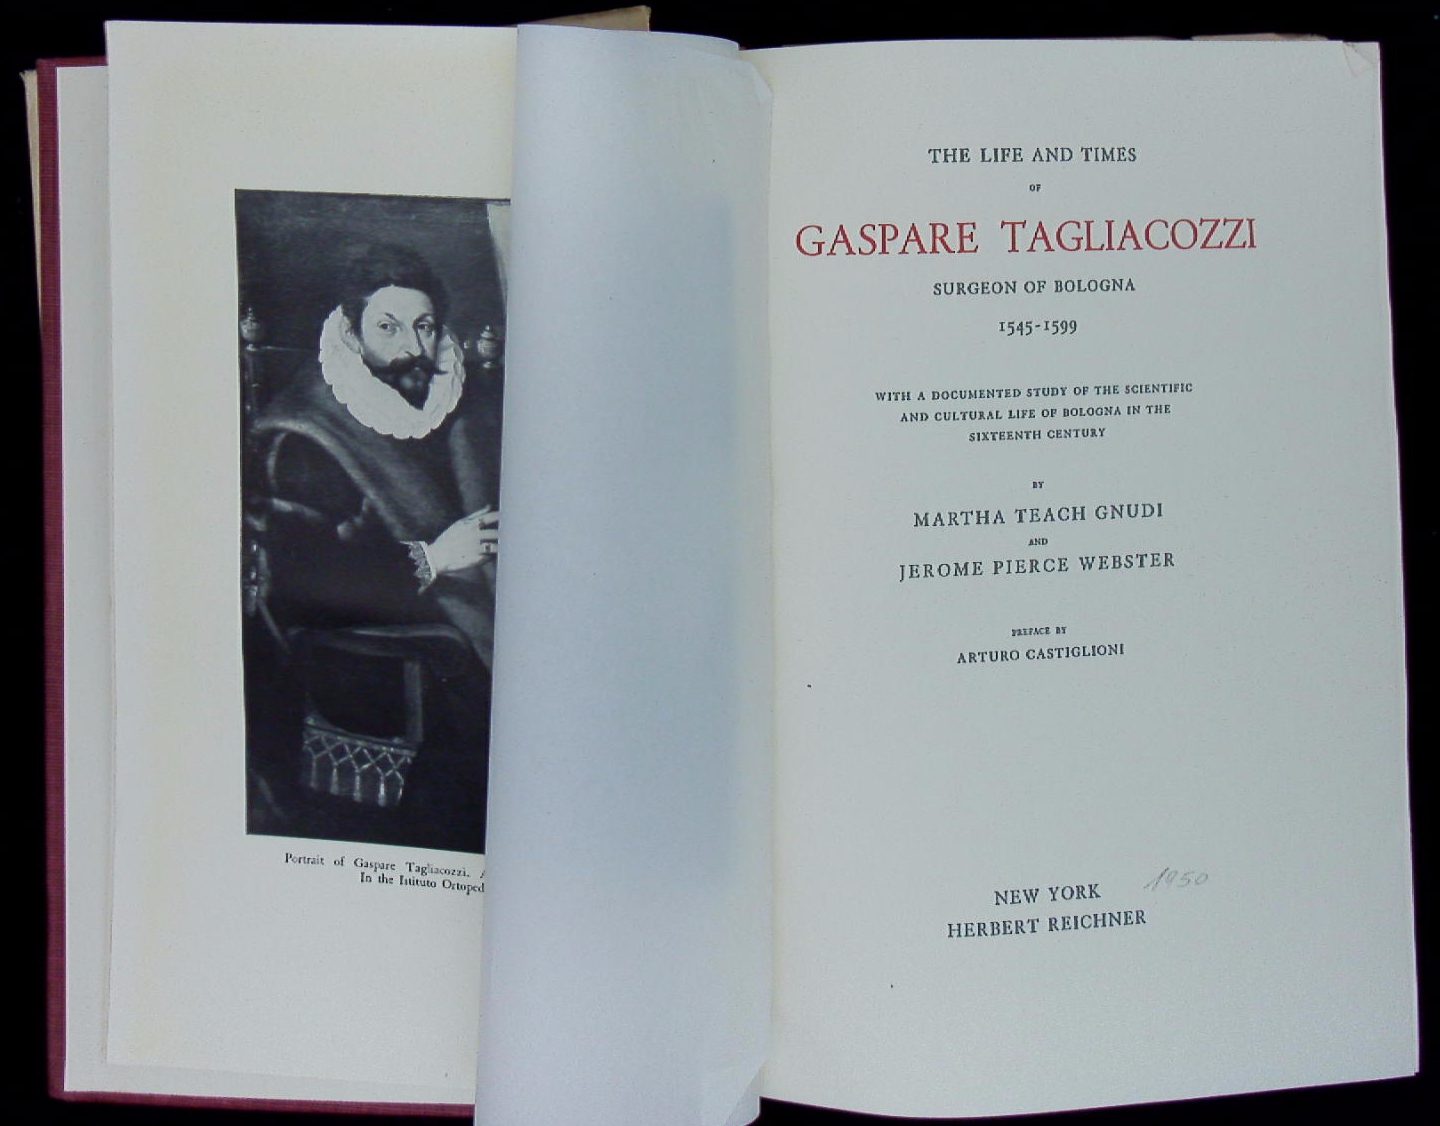 Portrait of Gaspare Tagliacozzi.
In the Istituto Ortoped
THE LIFE AND TIMES
OF
GASPARE TAGLIACOZZI
SURGEON OF BOLOGNA
1545-1599
WITH A DOCUMENTED STUDY OF THE SCIENTIFIC
AND CULTURAL LIFE OF BOLOGNA IN THE
SIXTEENTH CENTURY
BY
MARTHA TEACH GNUDI
AND
JEROME PIERCE WEBSTER
PREFACE BY
ARTURO CASTIGLIONI
NEW YORK 1950
HERBERT REICHNER